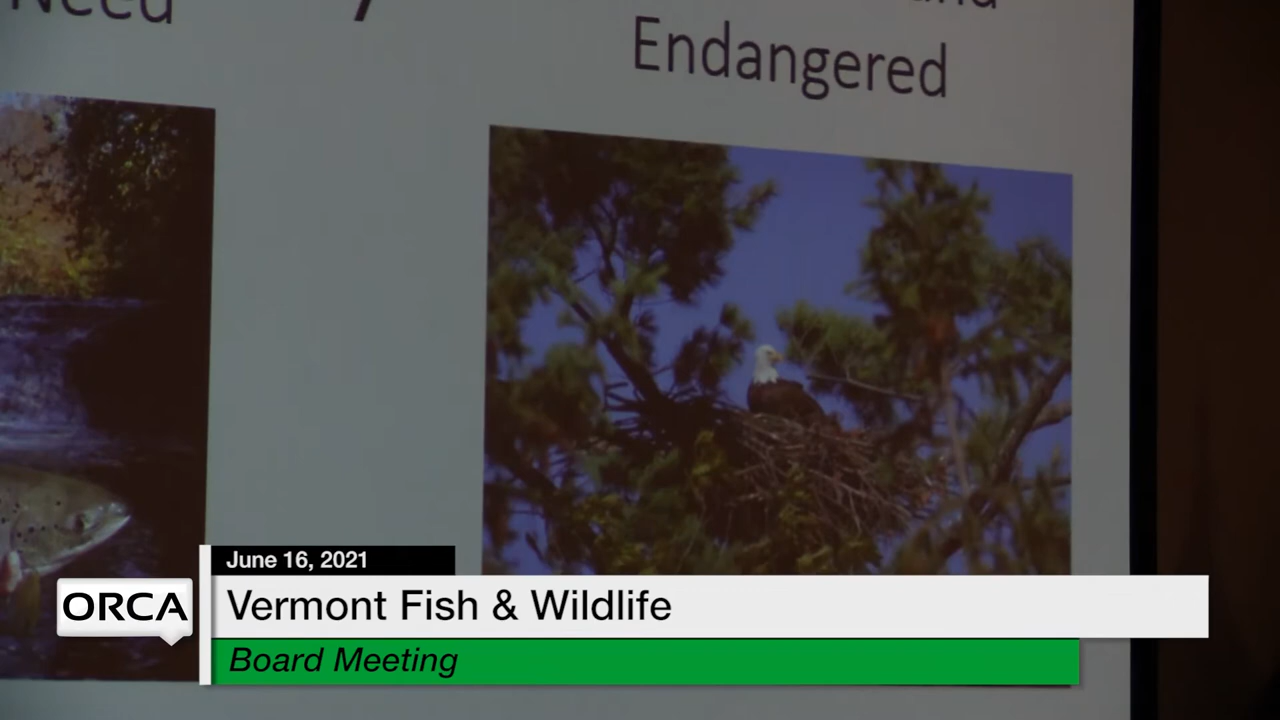 Need
Endangered
June 16, 2021
ORCA
Vermont Fish & Wildlife
Board Meeting